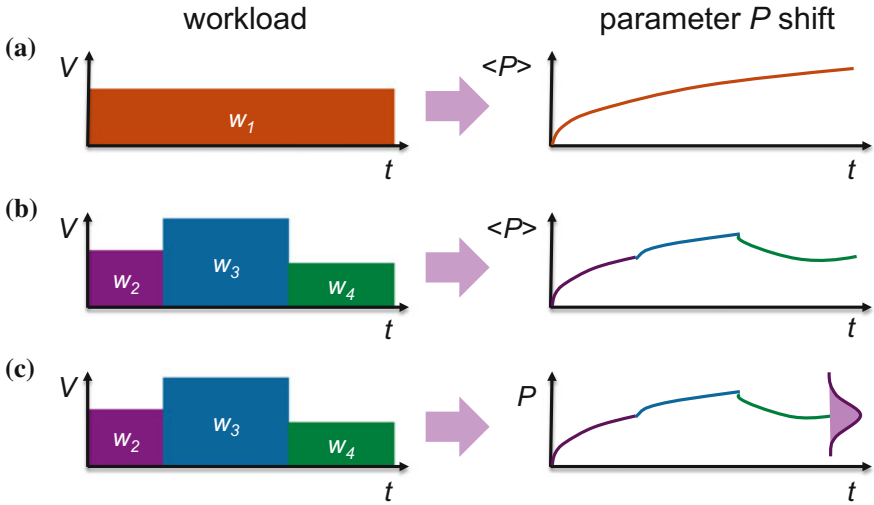 workload
parameter P shift
(a)
V
w1
t
<P>
t
(b)
V
w2
w3
w4
t
<P>
t
(c)
V
w2
w3
w4
t
P
t